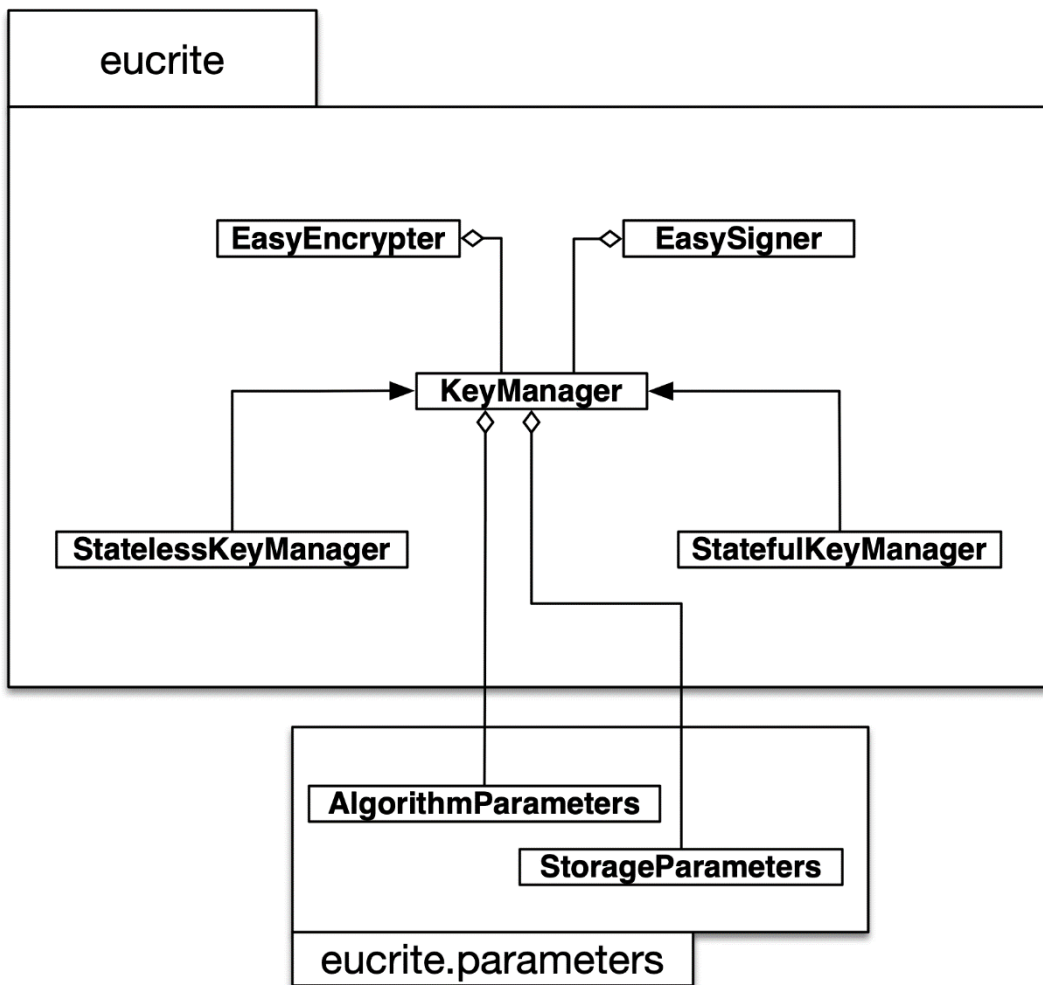 eucrite
EasyEncrypter
EasySigner
KeyManager
StatelessKeyManager
StatefulKeyManager
AlgorithmParameters
StorageParameters
eucrite.parameters